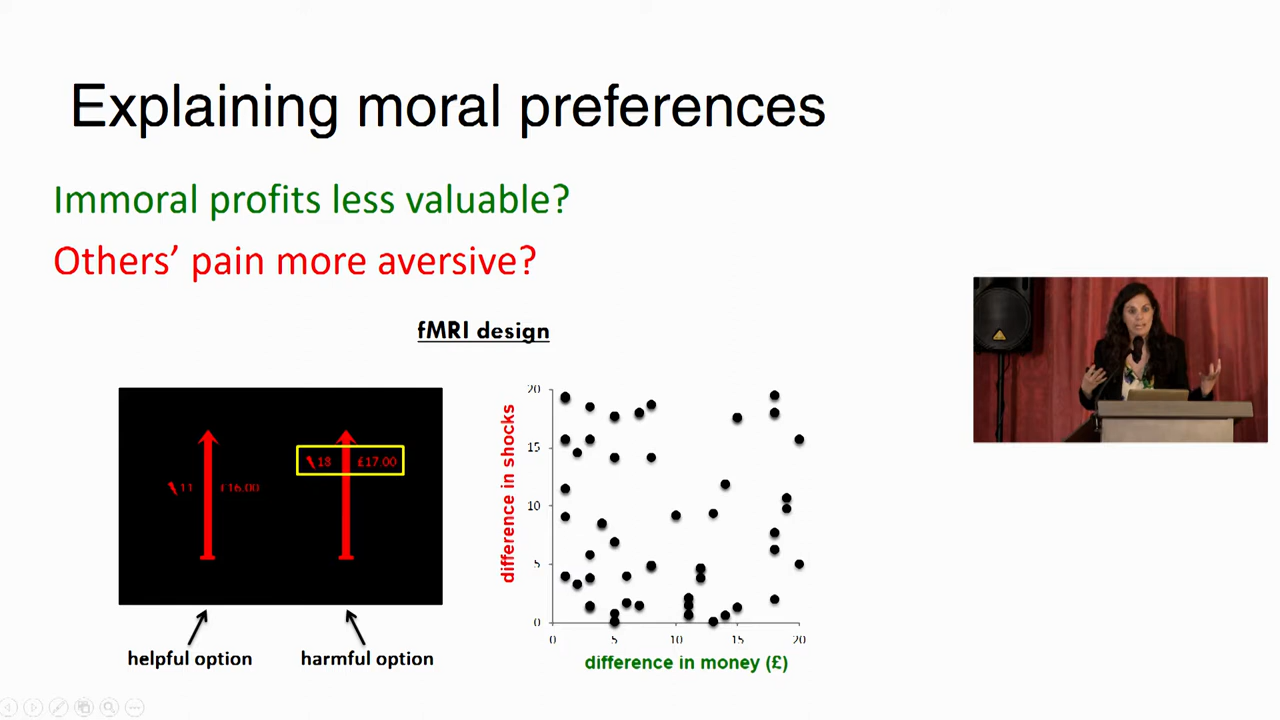 Explaining moral preferences
Immoral profits less valuable?
Others' pain more aversive?
fMRI design
18 £17.00
11 £16.00
helpful option
harmful option
difference in shocks
20
15
10
5
0
0 5 10 15 20
difference in money (£)